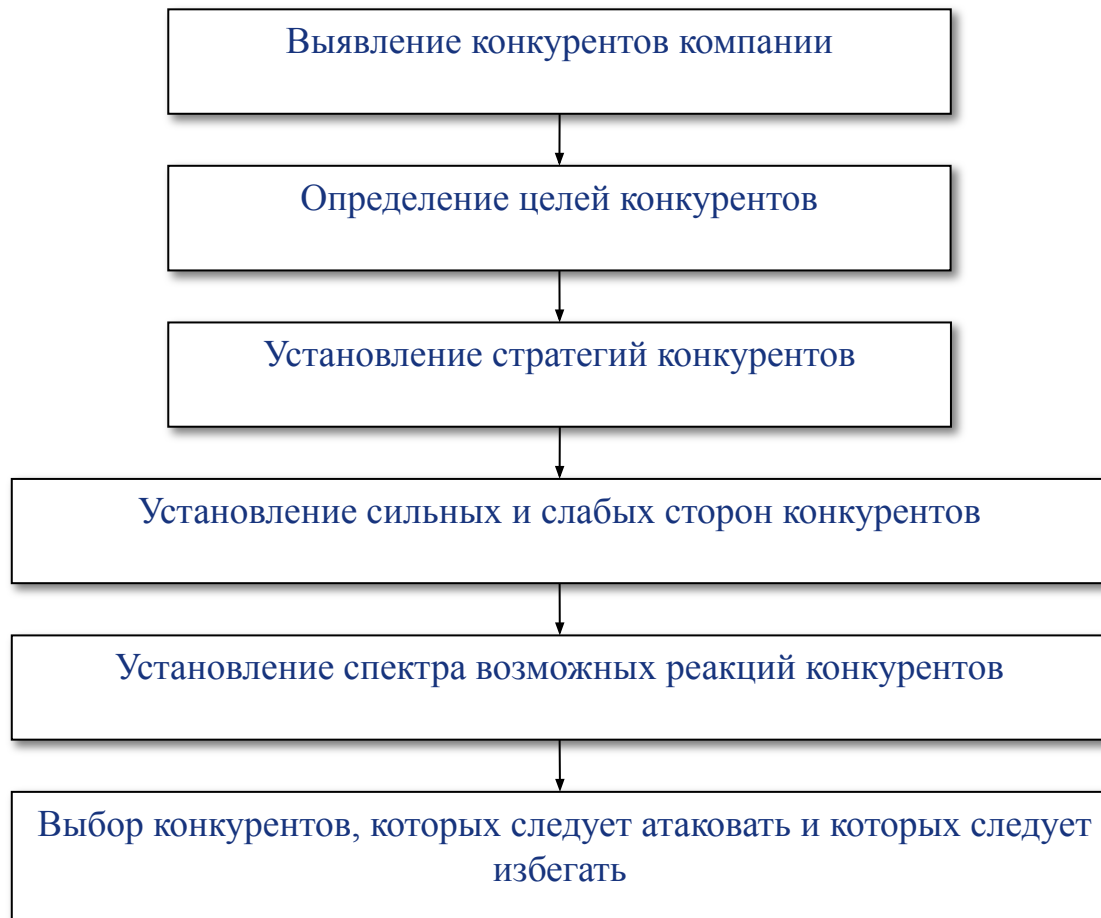 Выявление конкурентов компании
Определение целей конкурентов
Установление стратегий конкурентов
Установление сильных и слабых сторон конкурентов
Установление спектра возможных реакций конкурентов
Выбор конкурентов, которых следует атаковать и которых следует
избегать